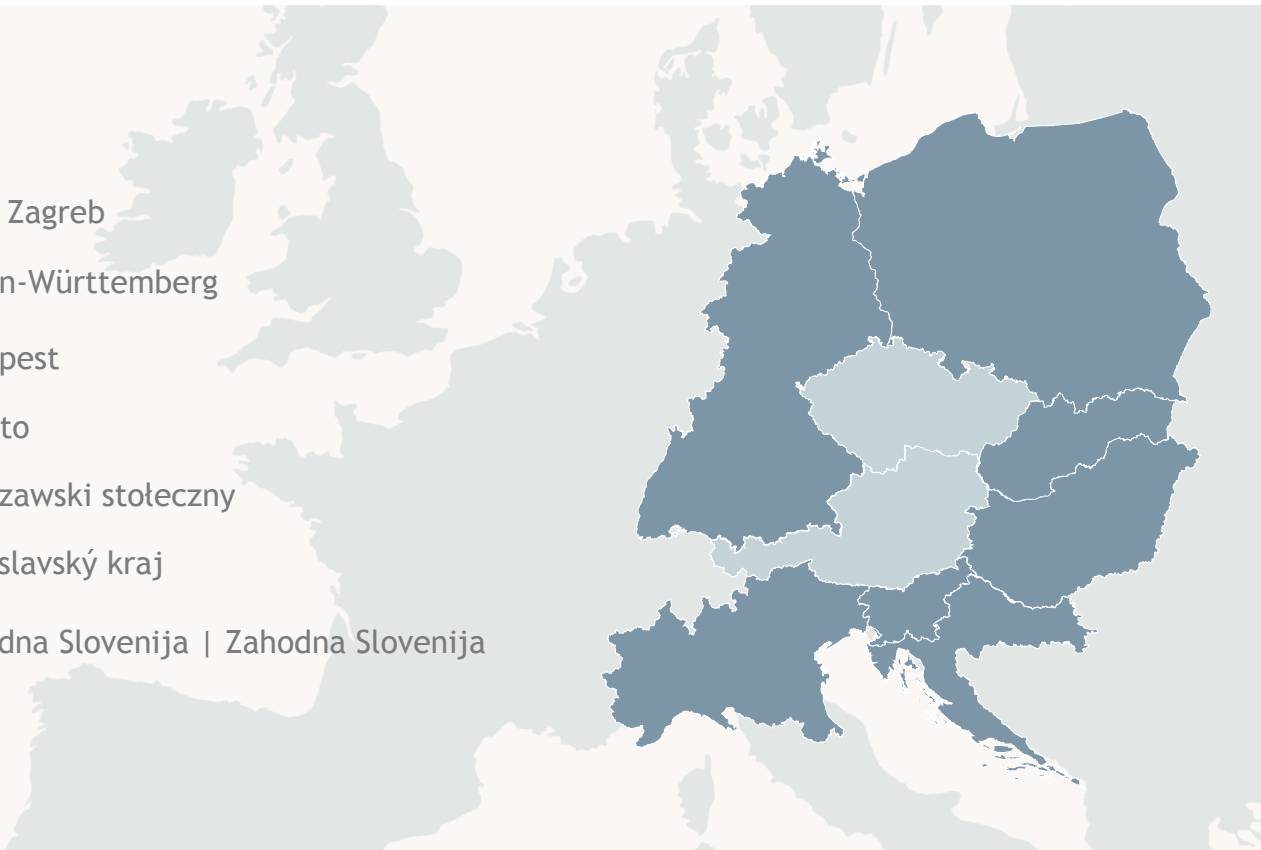 Zagreb
n-Württemberg
pest
to
zawski stołeczny
slavský kraj
dna Slovenija | Zahodna Slovenija